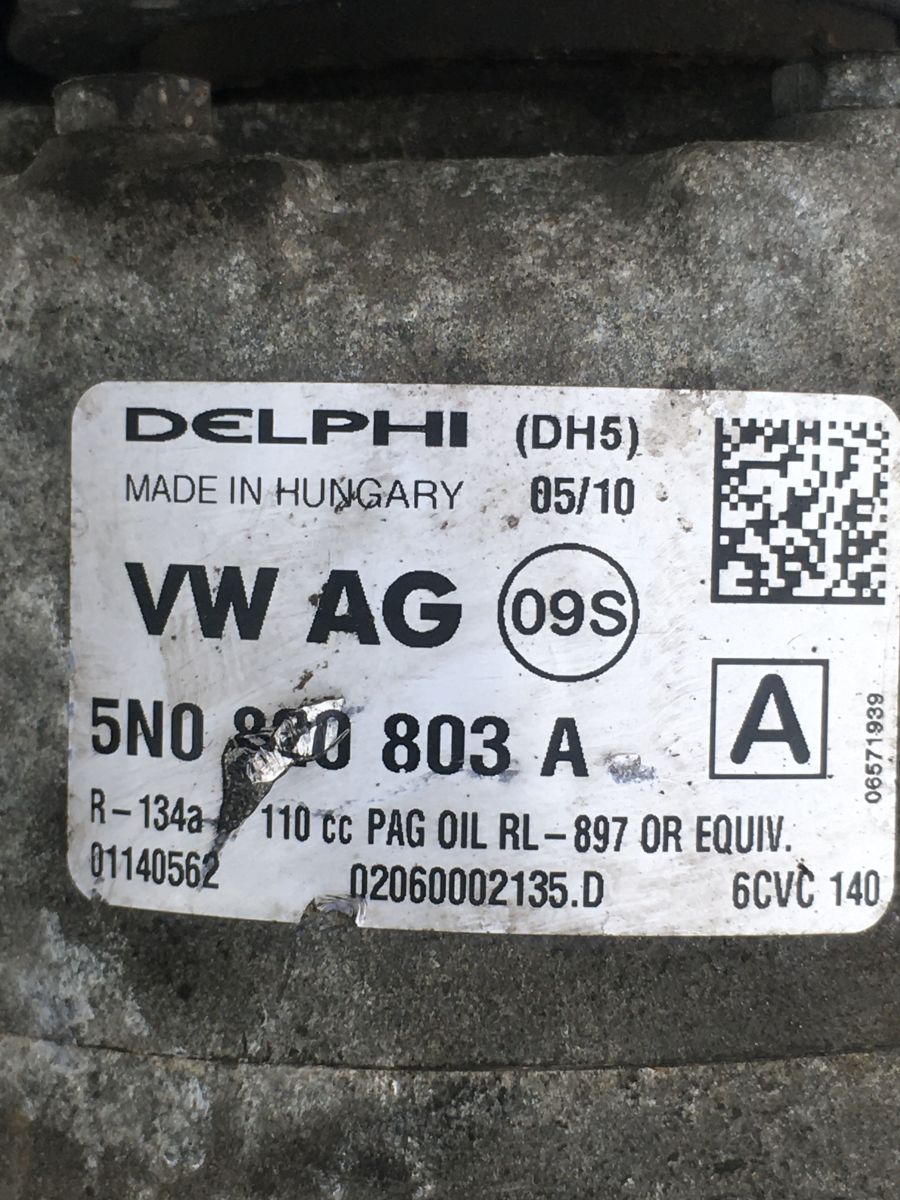 DELPHI (DH5)
MADE IN HUNGARY 05/10
VW AG 09S
5N0 820 803 A A
R-134a 110 cc PAG OIL RL-897 OR EQUIV.
01140562 02060002135.D 6CVC 140
06571939